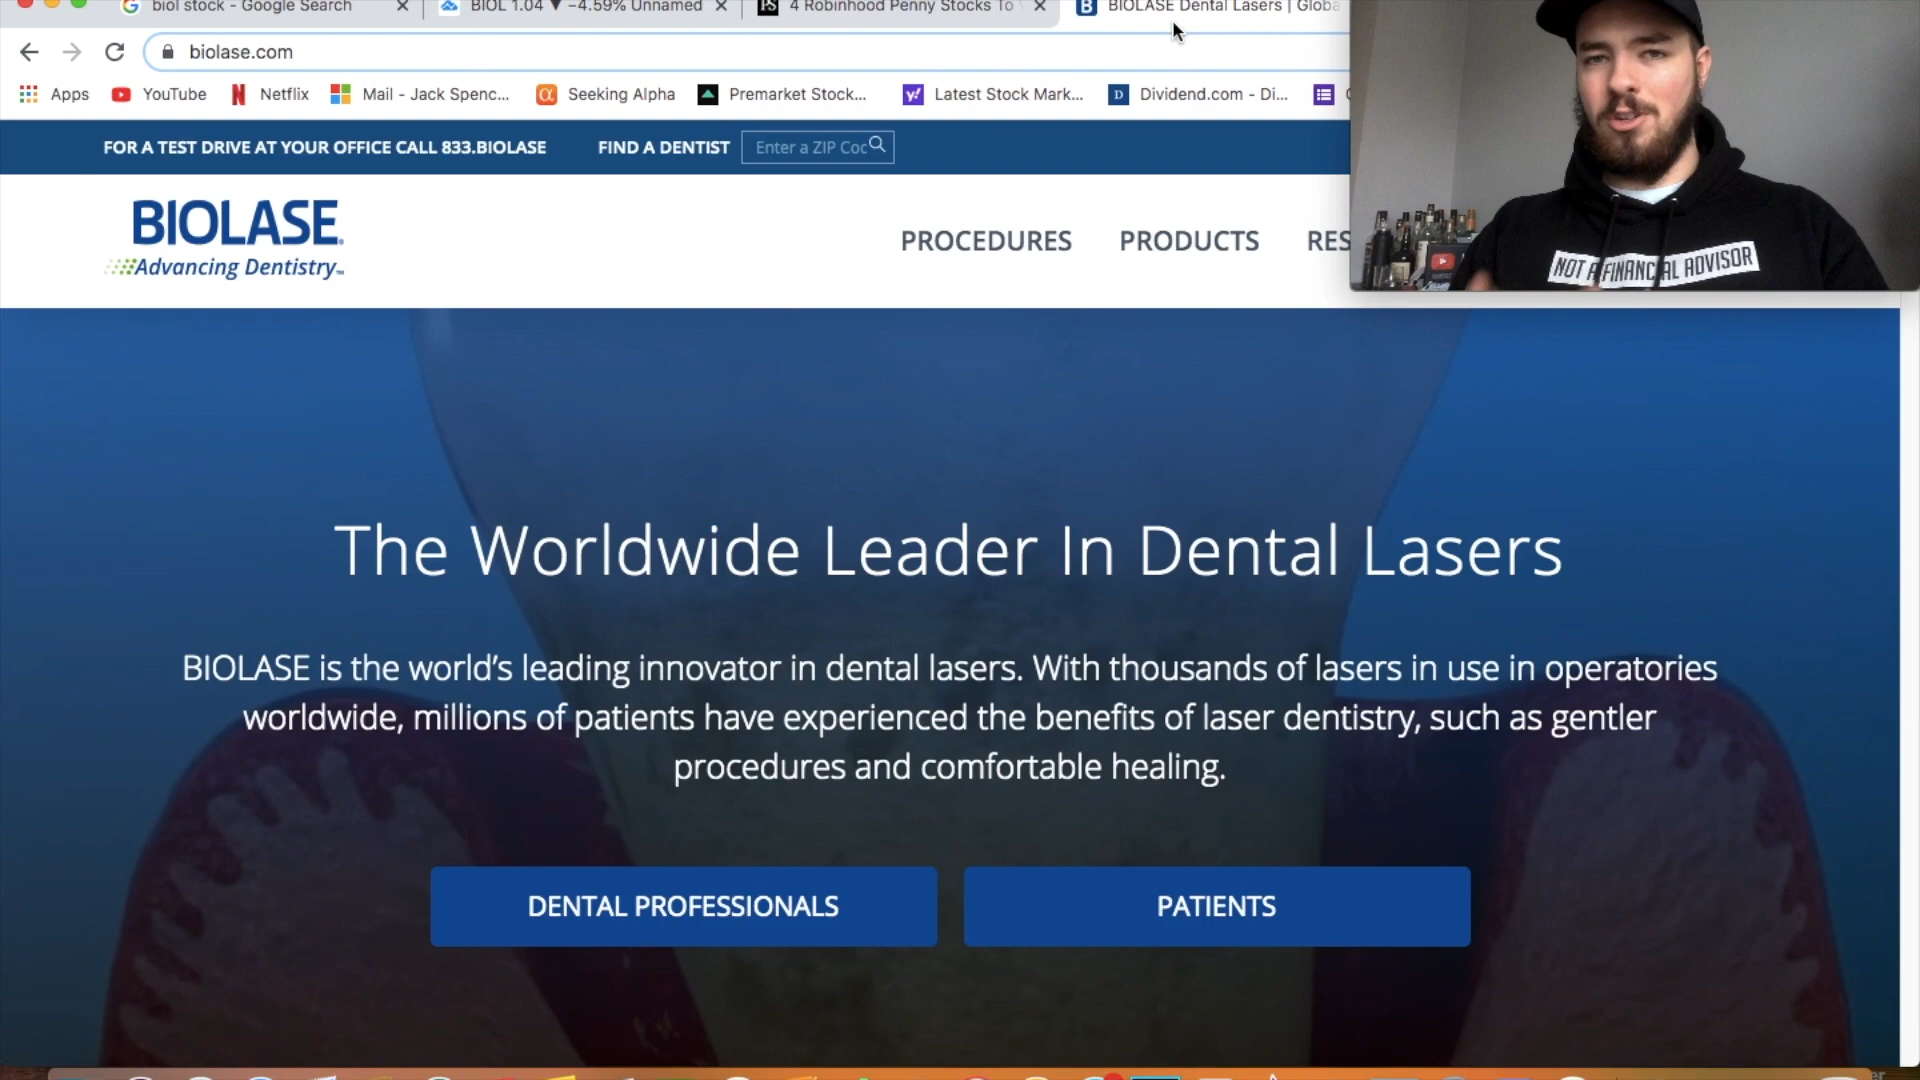 biol stock - Google Search
BIOL 1.04 ▼ −4.59% Unnamed
4 Robinhood Penny Stocks To
BIOLASE Dental Lasers | Globa
biolase.com
Apps
YouTube
Netflix
Mail - Jack Spenc...
Seeking Alpha
Premarket Stock...
Latest Stock Mark...
Dividend.com - Di...
FOR A TEST DRIVE AT YOUR OFFICE CALL 833.BIOLASE
FIND A DENTIST
Enter a ZIP Coc
BIOLASE
Advancing Dentistry™
PROCEDURES
PRODUCTS
RES
NOT A FINANCIAL ADVISOR
The Worldwide Leader In Dental Lasers
BIOLASE is the world’s leading innovator in dental lasers. With thousands of lasers in use in operatories
worldwide, millions of patients have experienced the benefits of laser dentistry, such as gentler
procedures and comfortable healing.
DENTAL PROFESSIONALS
PATIENTS